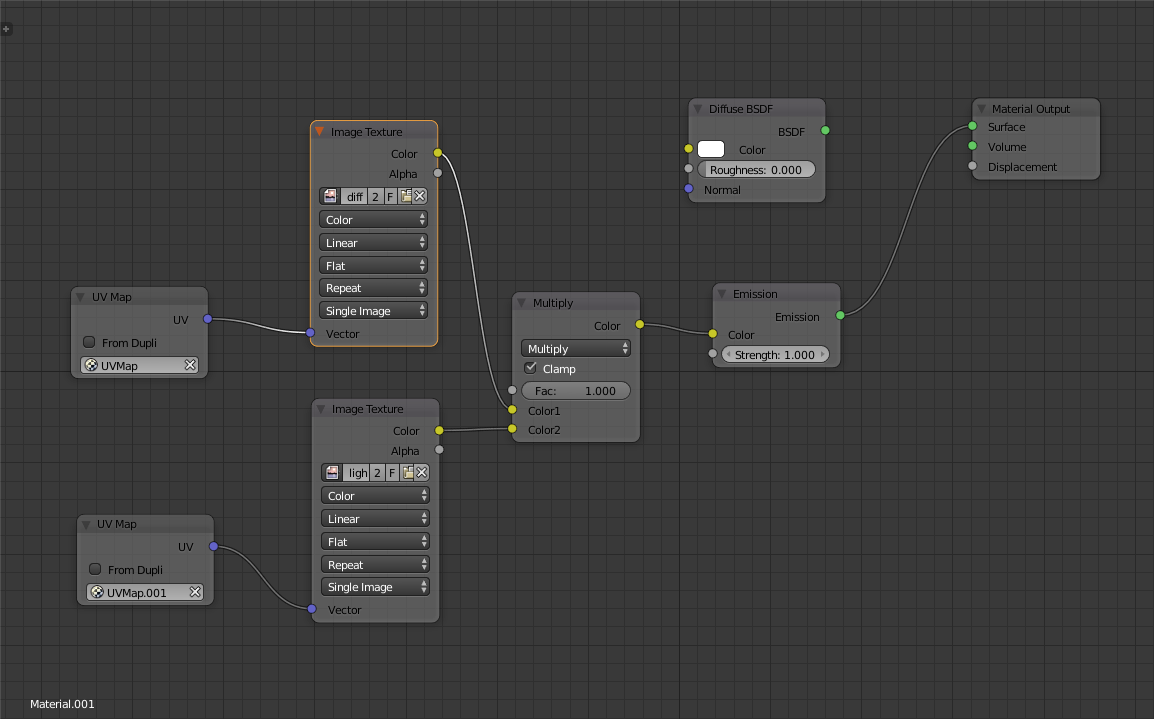 Image Texture
Color
Alpha
diff 2 F
Color
Linear
Flat
Repeat
Single Image
Vector
UV Map
UV
From Dupli
UVMap
Image Texture
Color
Alpha
ligh 2 F
Color
Linear
Flat
Repeat
Single Image
Vector
UV Map
UV
From Dupli
UVMap.001
Multiply
Color
Multiply
Clamp
Fac: 1.000
Color1
Color2
Diffuse BSDF
BSDF
Color
Roughness: 0.000
Normal
Emission
Emission
Color
Strength: 1.000
Material Output
Surface
Volume
Displacement
Material.001